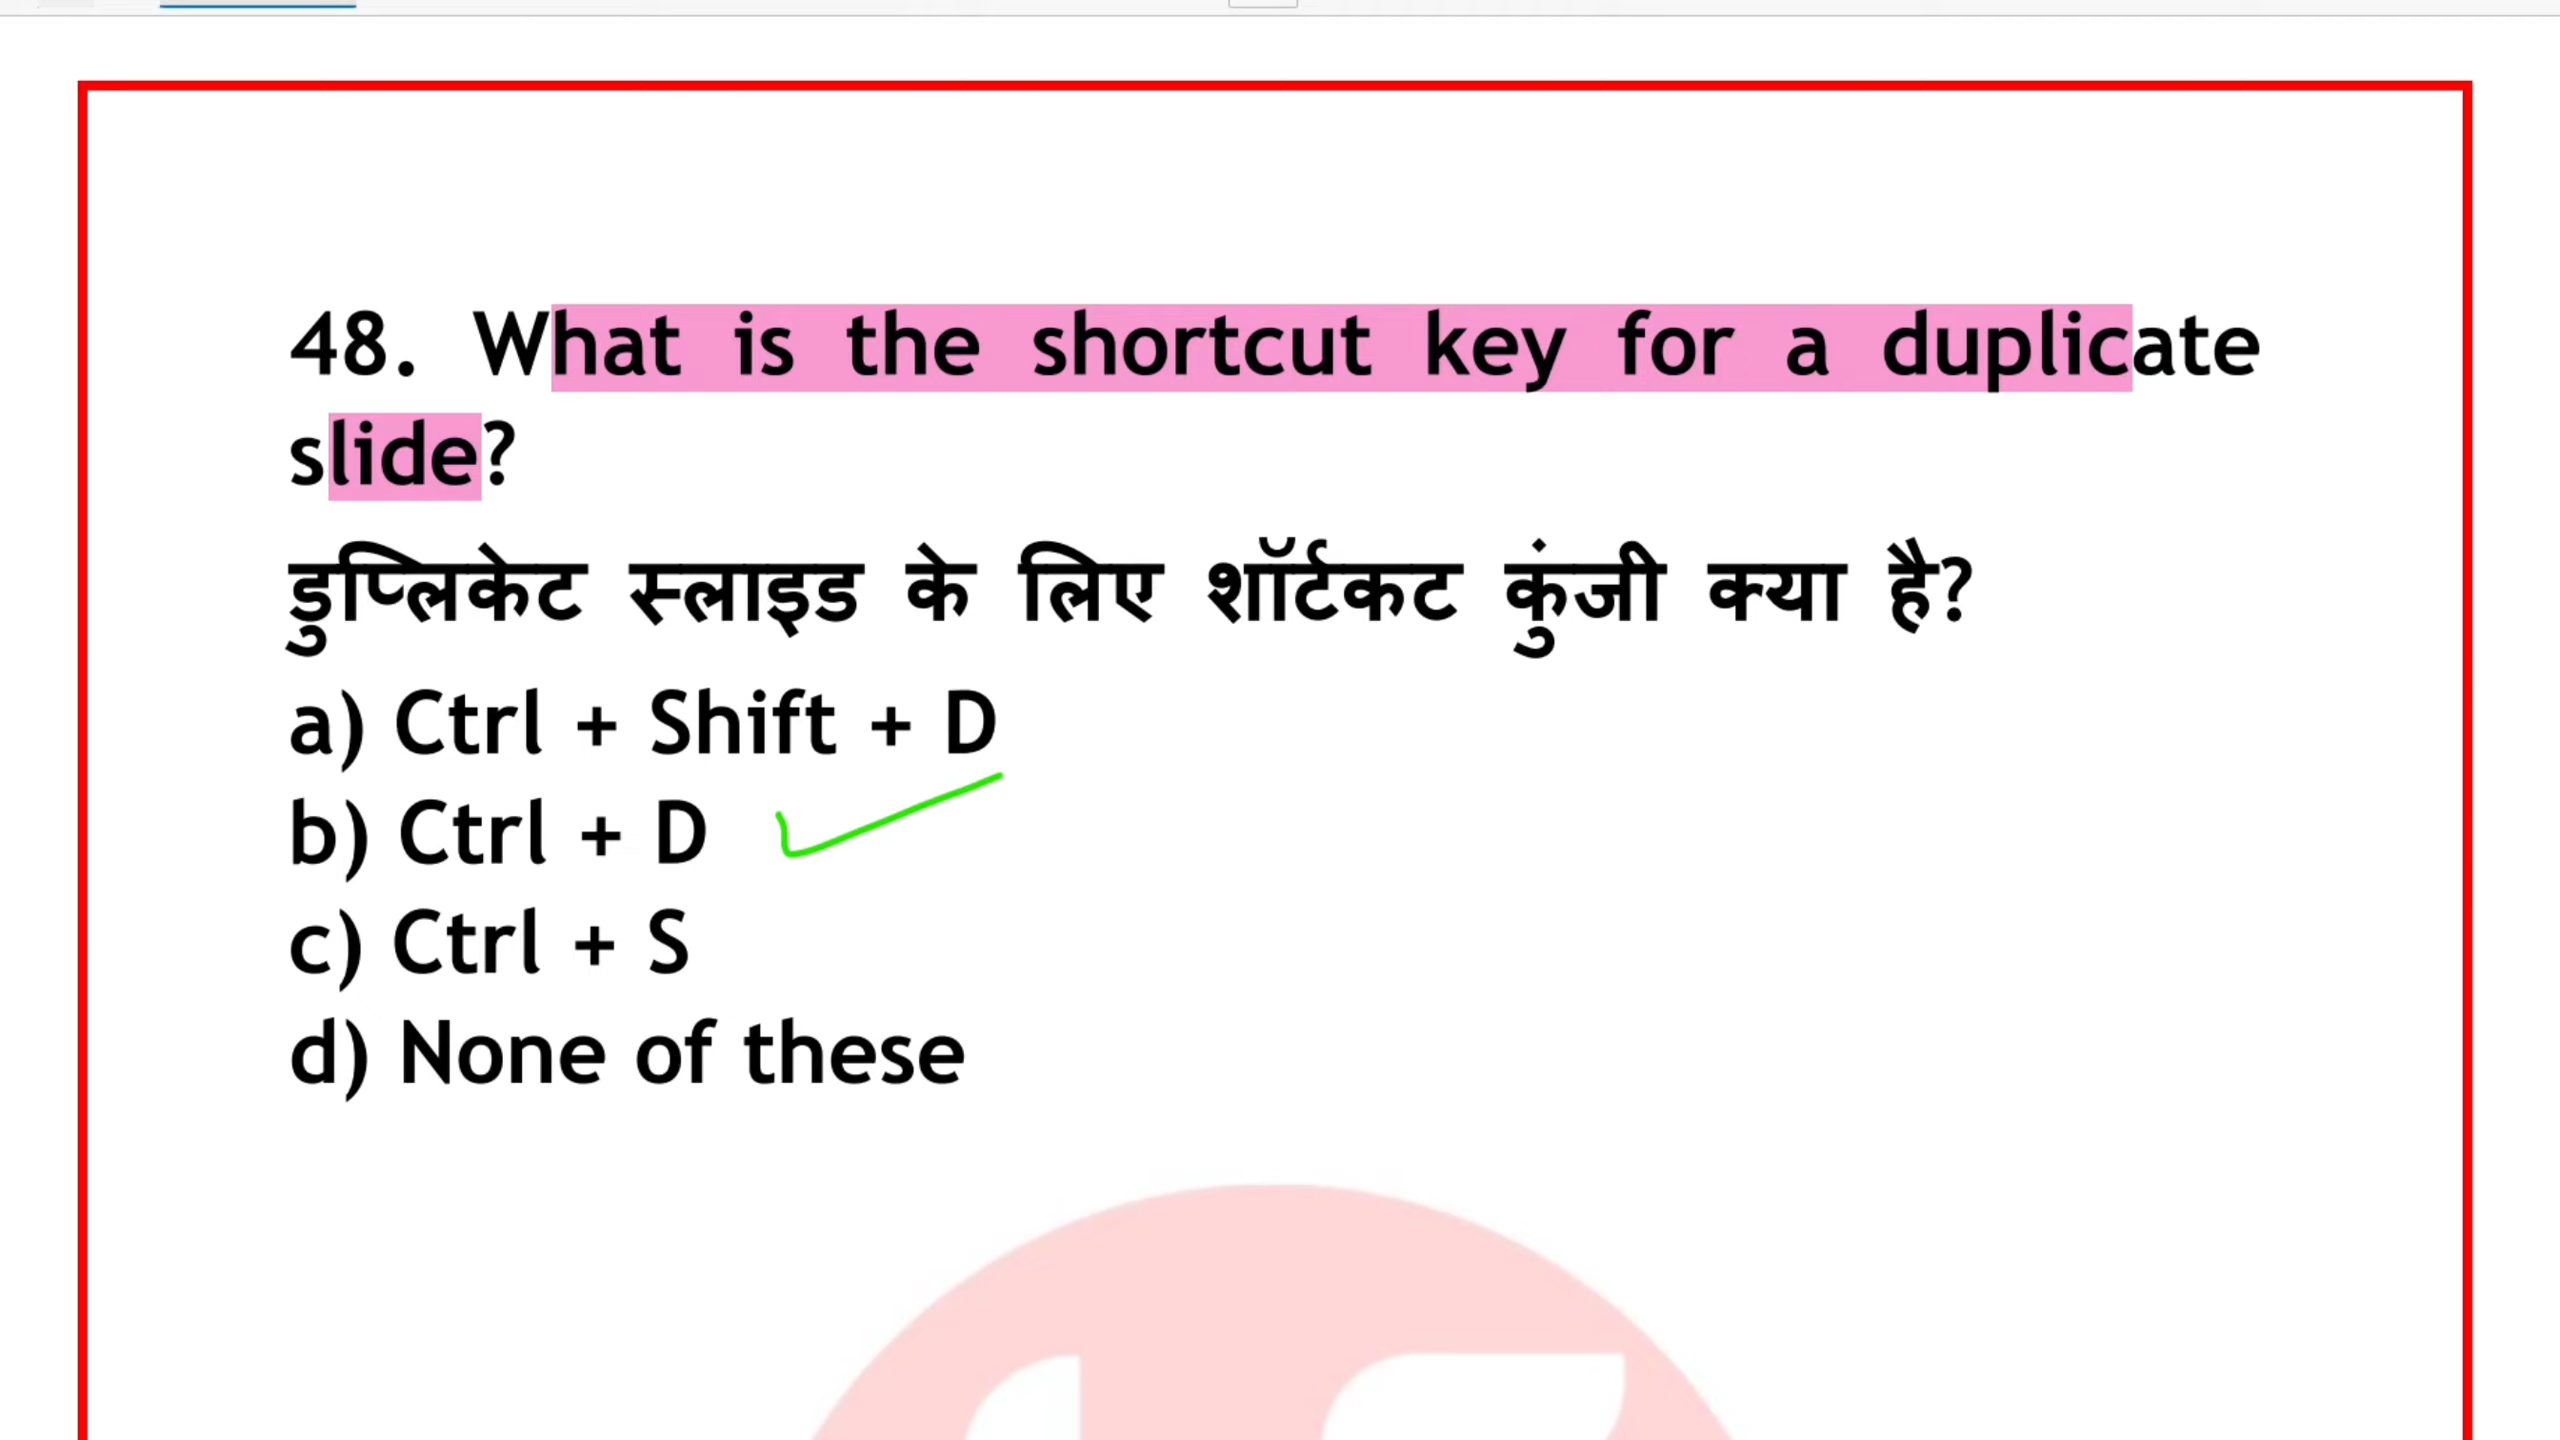 48. What is the shortcut key for a duplicate
slide?
डुप्लिकेट स्लाइड के लिए शॉर्टकट कुंजी क्या है?
a) Ctrl + Shift + D
b) Ctrl + D
c) Ctrl + S
d) None of these